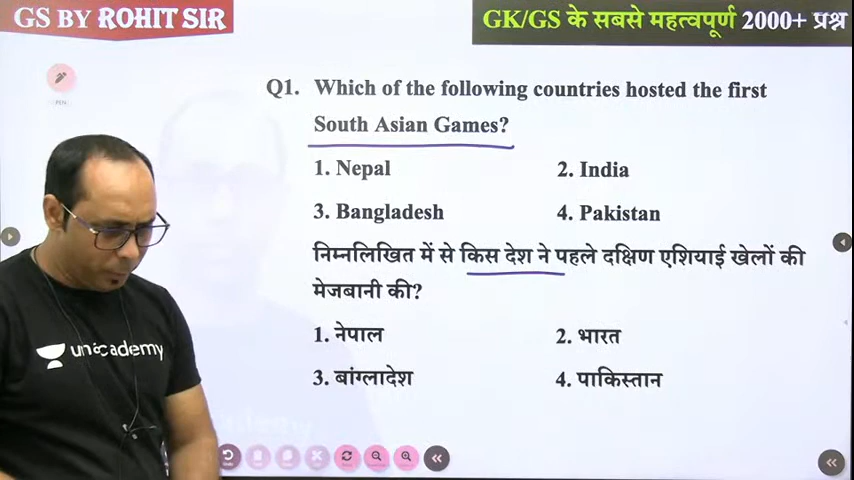 GS BY ROHIT SIR
GK/GS के सबसे महत्वपूर्ण 2000+ प्रश्न
PEN
Q1. Which of the following countries hosted the first
South Asian Games?
1. Nepal
2. India
3. Bangladesh
4. Pakistan
निम्नलिखित में से किस देश ने पहले दक्षिण एशियाई खेलों की
मेजबानी की?
1. नेपाल
2. भारत
3. बांग्लादेश
4. पाकिस्तान
unacademy